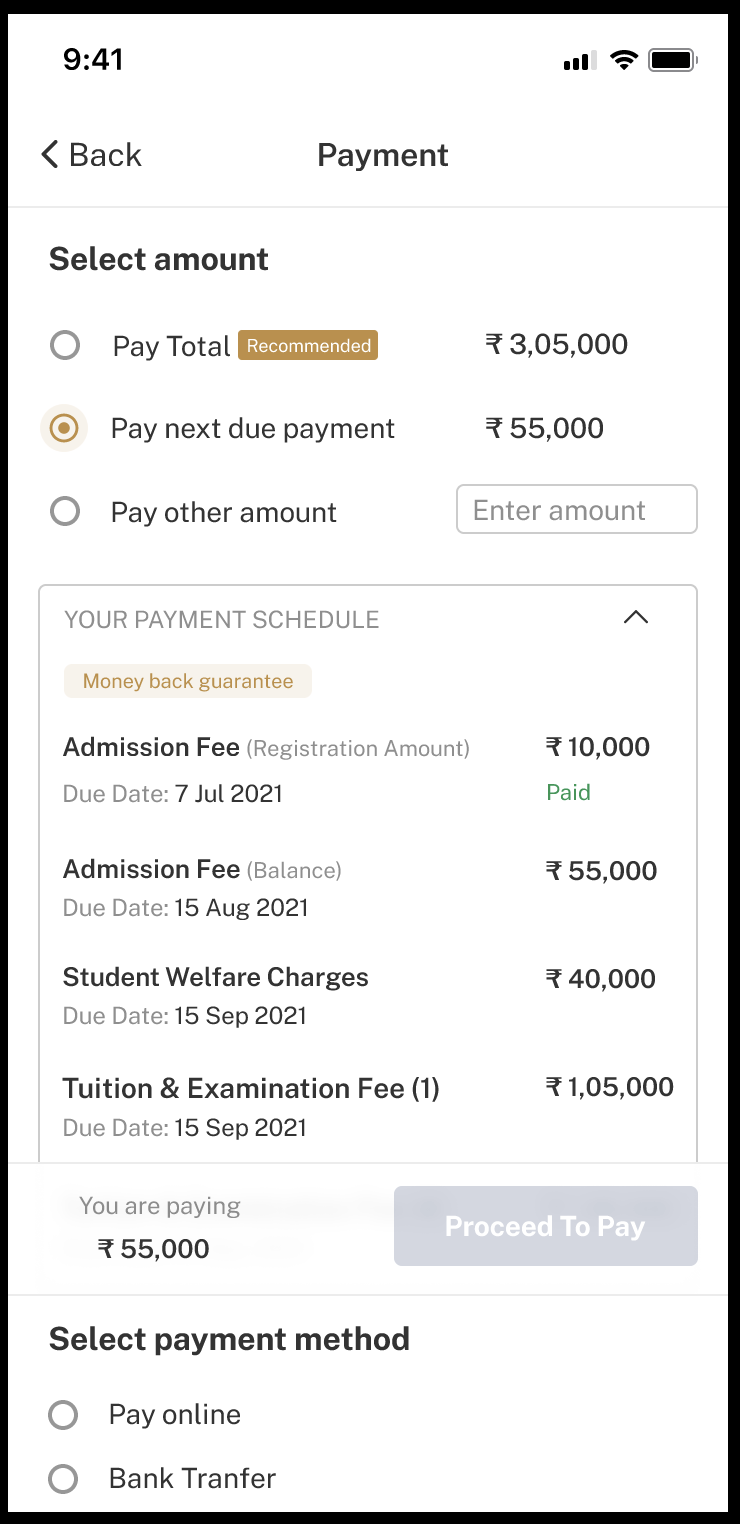 9:41
Back
Payment
Select amount
Pay Total Recommended ₹ 3,05,000
Pay next due payment ₹ 55,000
Pay other amount Enter amount
YOUR PAYMENT SCHEDULE
Money back guarantee
Admission Fee (Registration Amount) ₹ 10,000
Due Date: 7 Jul 2021 Paid
Admission Fee (Balance) ₹ 55,000
Due Date: 15 Aug 2021
Student Welfare Charges ₹ 40,000
Due Date: 15 Sep 2021
Tuition & Examination Fee (1) ₹ 1,05,000
Due Date: 15 Sep 2021
You are paying
₹ 55,000
Proceed To Pay
Select payment method
Pay online
Bank Tranfer